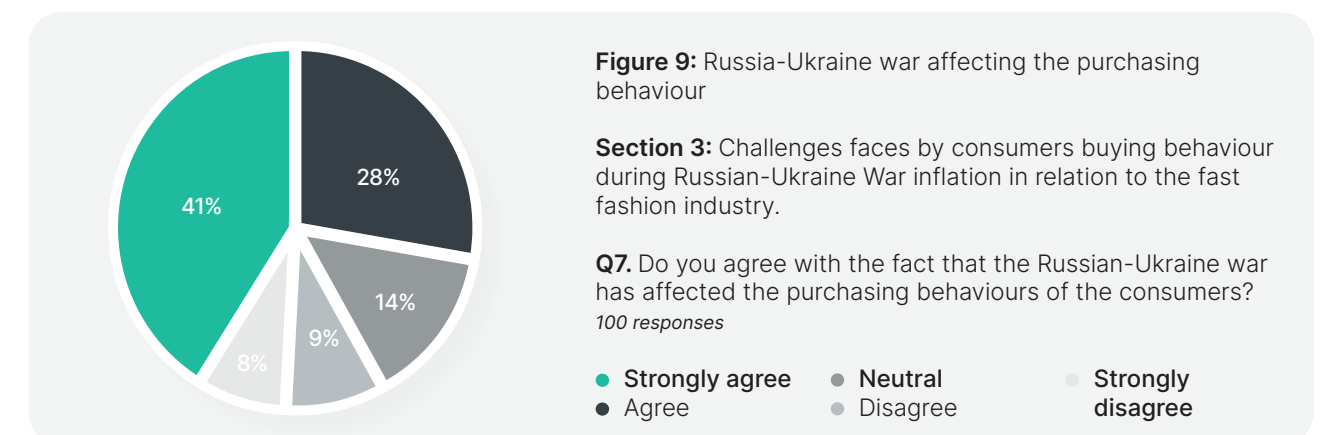 41%
28%
14%
9%
8%
Figure 9: Russia-Ukraine war affecting the purchasing
behaviour
Section 3: Challenges faces by consumers buying behaviour
during Russian-Ukraine War inflation in relation to the fast
fashion industry.
Q7. Do you agree with the fact that the Russian-Ukraine war
has affected the purchasing behaviours of the consumers?
100 responses
Strongly agree
Agree
Neutral
Disagree
Strongly
disagree